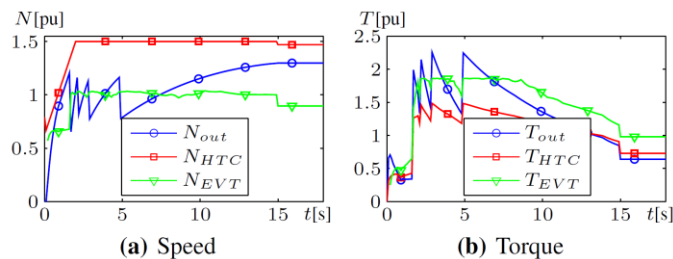 N[pu]
1.5
1
0.5
0
0
5
10
15
t[s]
N_out
N_HTC
N_EVT
(a) Speed
T[pu]
2.5
2
1.5
1
0.5
0
0
5
10
15
t[s]
T_out
T_HTC
T_EVT
(b) Torque